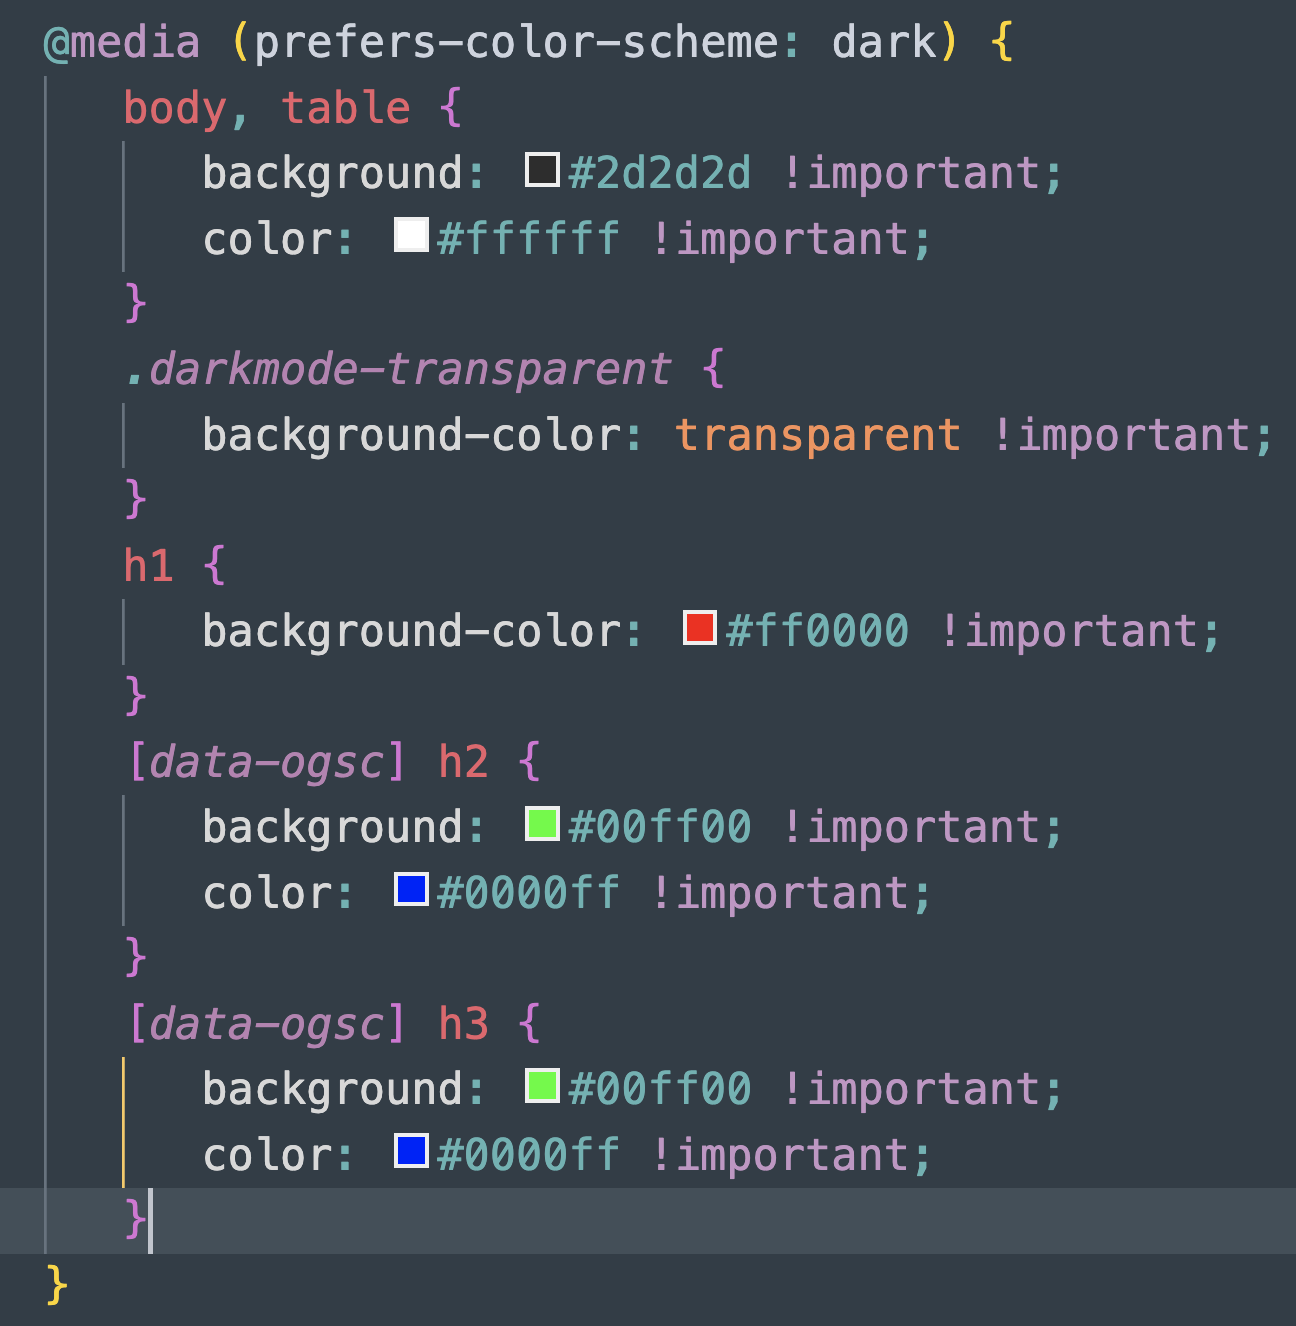 @media (prefers-color-scheme: dark) {
body, table {
background: #2d2d2d !important;
color: #ffffff !important;
}
.darkmode-transparent {
background-color: transparent !important;
}
h1 {
background-color: #ff0000 !important;
}
[data-ogsc] h2 {
background: #00ff00 !important;
color: #0000ff !important;
}
[data-ogsc] h3 {
background: #00ff00 !important;
color: #0000ff !important;
}
}